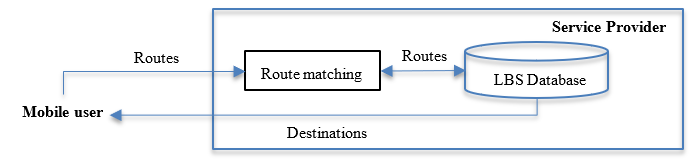 Service Provider
Routes
Routes
Route matching
LBS Database
Mobile user
Destinations